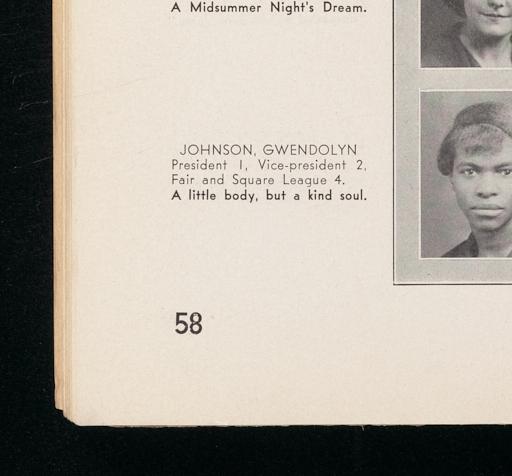 A Midsummer Night's Dream.
JOHNSON, GWENDOLYN
President 1, Vice-president 2,
Fair and Square League 4.
A little body, but a kind soul.
58